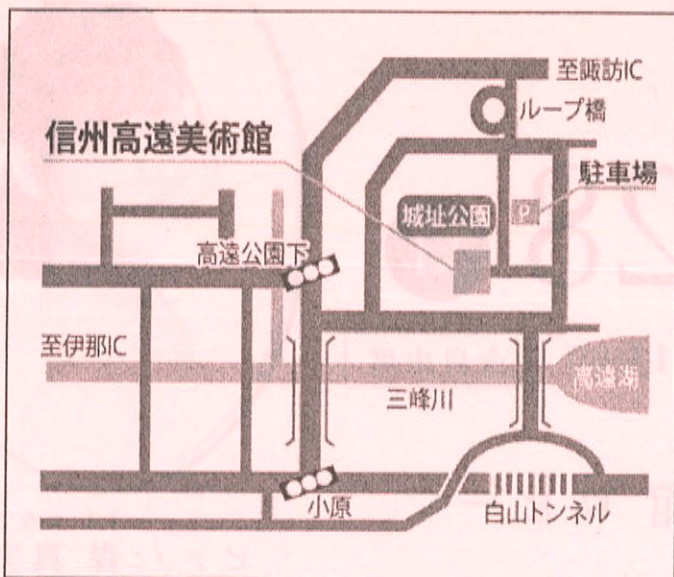 至諏訪IC
ループ橋
信州高遠美術館
駐車場
P
城址公園
高遠公園下
至伊那IC
高遠湖
三峰川
小原
白山トンネル
28